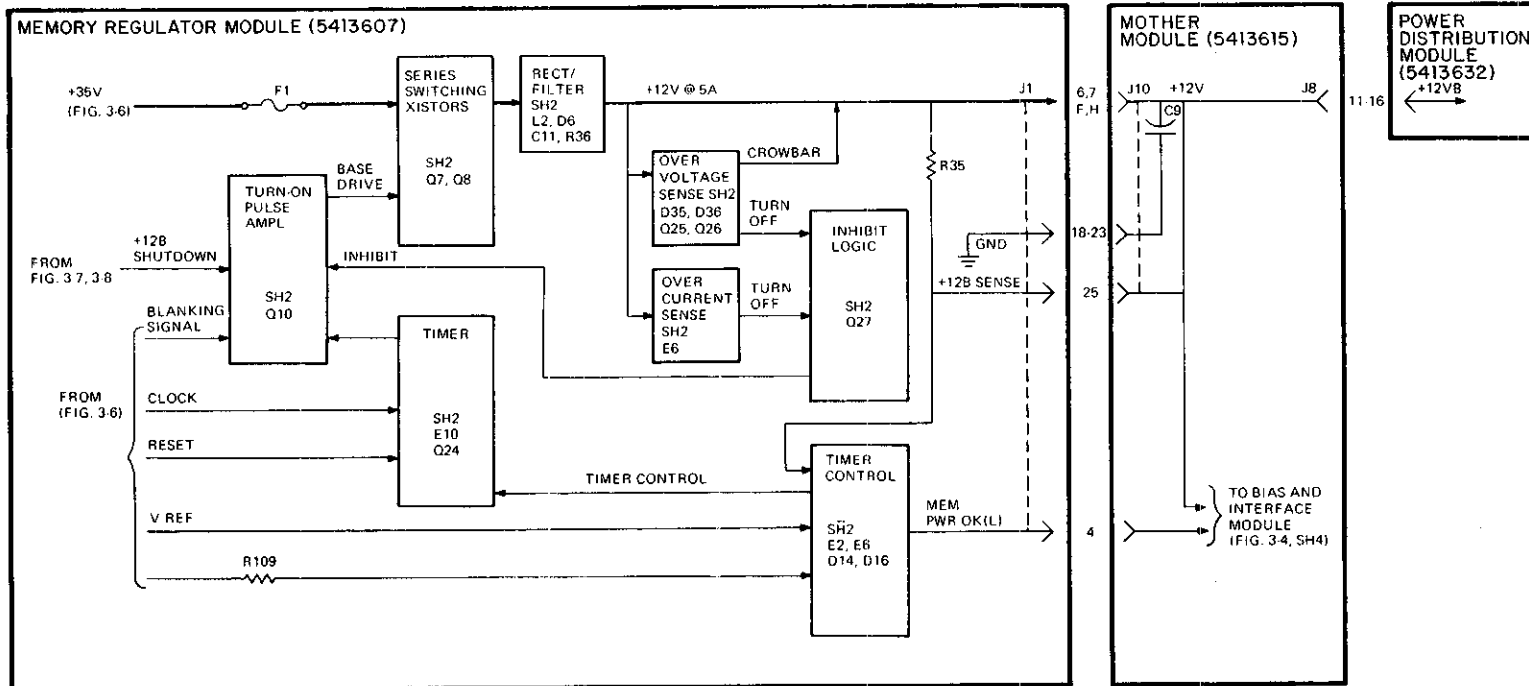 MEMORY REGULATOR MODULE (5413607)
+35V
(FIG. 3-6)
F1
SERIES
SWITCHING
XISTORS
SH2
Q7, Q8
RECT/
FILTER
SH2
L2, D6
C11, R36
+12V @ 5A
J1
BASE
DRIVE
TURN-ON
PULSE
AMPL
SH2
Q10
+12B
SHUTDOWN
FROM
FIG. 3 7, 3-8
BLANKING
SIGNAL
INHIBIT
OVER
VOLTAGE
SENSE SH2
D35, D36
Q25, Q26
CROWBAR
TURN
OFF
OVER
CURRENT
SENSE
SH2
E6
TURN
OFF
INHIBIT
LOGIC
SH2
Q27
R35
GND
+12B SENSE
TIMER
SH2
E10
Q24
FROM
(FIG. 3-6)
CLOCK
RESET
TIMER CONTROL
V REF
R109
TIMER
CONTROL
SH2
E2, E6
D14, D16
MEM
PWR OK(L)
6,7
F,H
18-23
25
4
MOTHER
MODULE (5413615)
J10
+12V
J8
C9
TO BIAS AND
INTERFACE
MODULE
(FIG. 3-4, SH4)
11-16
POWER
DISTRIBUTION
MODULE
(5413632)
+12VB